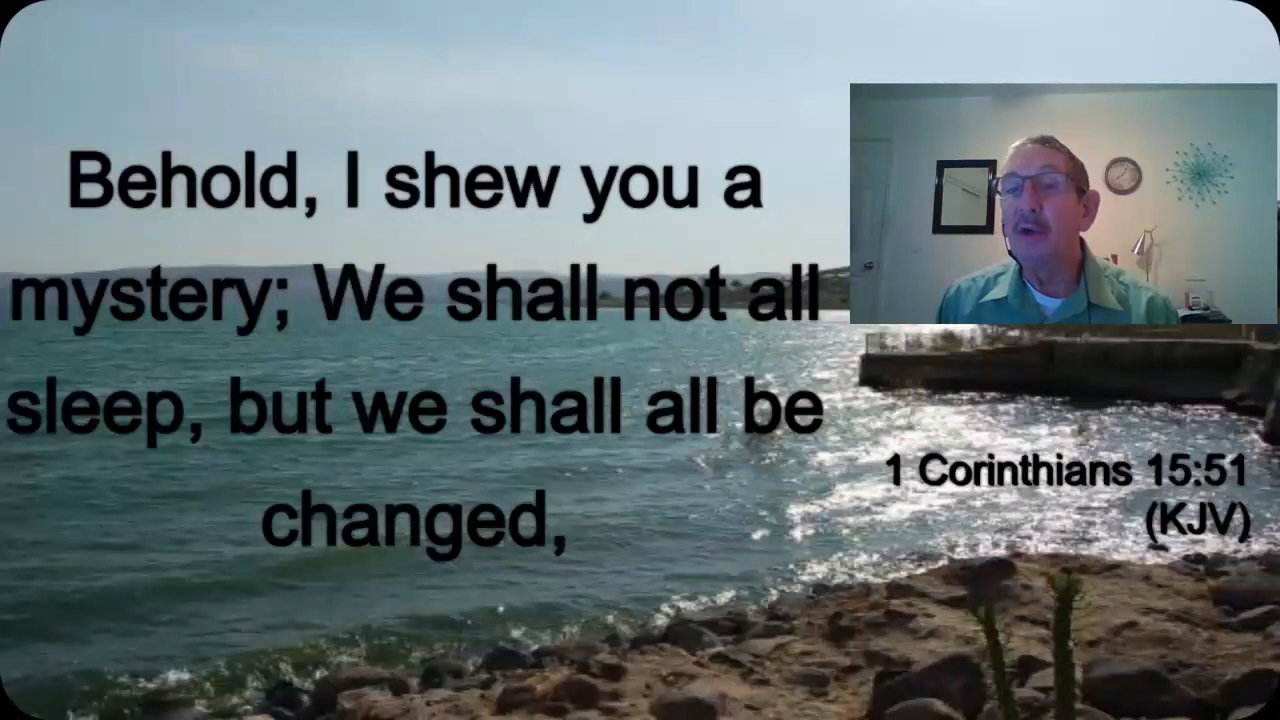 Behold, I shew you a
mystery; We shall not all
sleep, but we shall all be
changed,
1 Corinthians 15:51
(KJV)